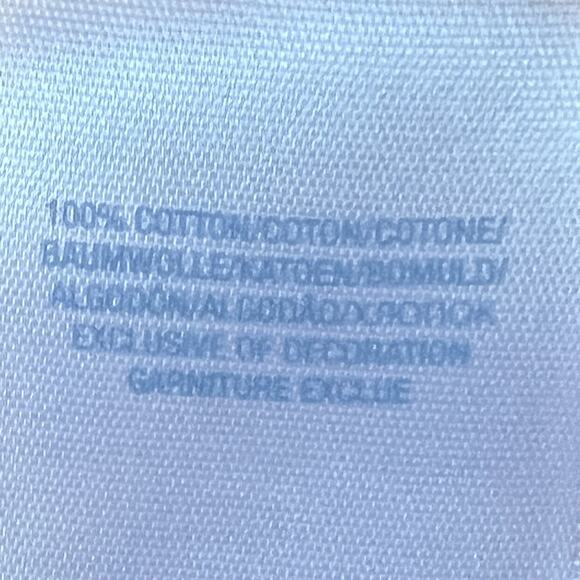 100% COTTON/COTON/COTONE/
BAUMWOLLE/KATOEN/BOMULD/
ALGODÓN/ALGODÃO/ХЛОПОК
EXCLUSIVE OF DECORATION
GARNITURE EXCLUE